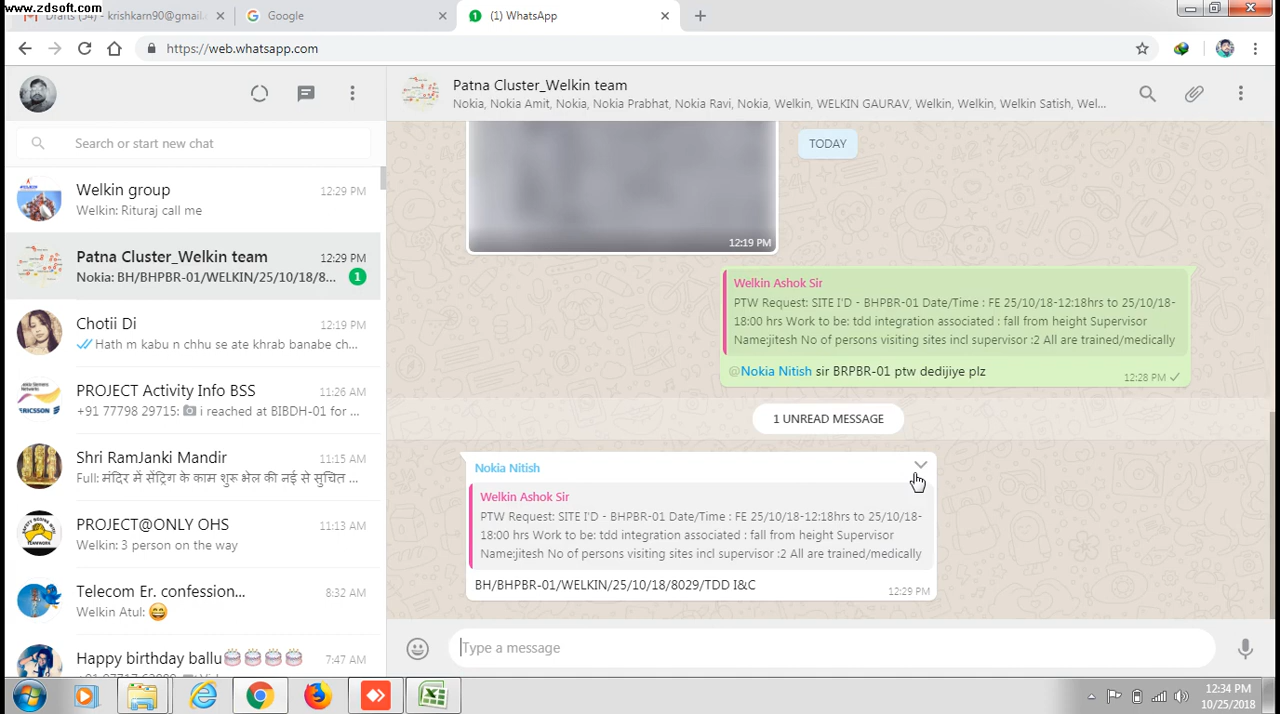 www.zdsoft.com
Drafts (34) - krishkarn90@gmail.
Google
(1) WhatsApp
https://web.whatsapp.com
Search or start new chat
Welkin group
12:29 PM
Welkin: Rituraj call me
Patna Cluster_Welkin team
12:29 PM
Nokia: BH/BHPBR-01/WELKIN/25/10/18/8...
1
Chotii Di
12:19 PM
Hath m kabu n chhu se ate khrab banabe ch...
PROJECT Activity Info BSS
11:26 AM
+91 77798 29715: i reached at BIBDH-01 for ...
Shri RamJanki Mandir
11:15 AM
Full: मंदिर में सेंट्रिग के काम शुरू भेल की नई से सुचित ...
PROJECT@ONLY OHS
11:13 AM
Welkin: 3 person on the way
Telecom Er. confession...
8:32 AM
Welkin Atul: 😄
Happy birthday ballu🎂🎂🎂🎂
7:47 AM
Patna Cluster_Welkin team
Nokia, Nokia Amit, Nokia, Nokia Prabhat, Nokia Ravi, Nokia, Welkin, WELKIN GAURAV, Welkin, Welkin, Welkin Satish, Wel...
TODAY
12:19 PM
Welkin Ashok Sir
PTW Request: SITE I'D - BHPBR-01 Date/Time : FE 25/10/18-12:18hrs to 25/10/18-
18:00 hrs Work to be: tdd integration associated : fall from height Supervisor
Name:jitesh No of persons visiting sites incl supervisor :2 All are trained/medically
@Nokia Nitish sir BRPBR-01 ptw dedijiye plz
12:28 PM
1 UNREAD MESSAGE
Nokia Nitish
Welkin Ashok Sir
PTW Request: SITE I'D - BHPBR-01 Date/Time : FE 25/10/18-12:18hrs to 25/10/18-
18:00 hrs Work to be: tdd integration associated : fall from height Supervisor
Name:jitesh No of persons visiting sites incl supervisor :2 All are trained/medically
BH/BHPBR-01/WELKIN/25/10/18/8029/TDD I&C
12:29 PM
Type a message
12:34 PM
10/25/2018